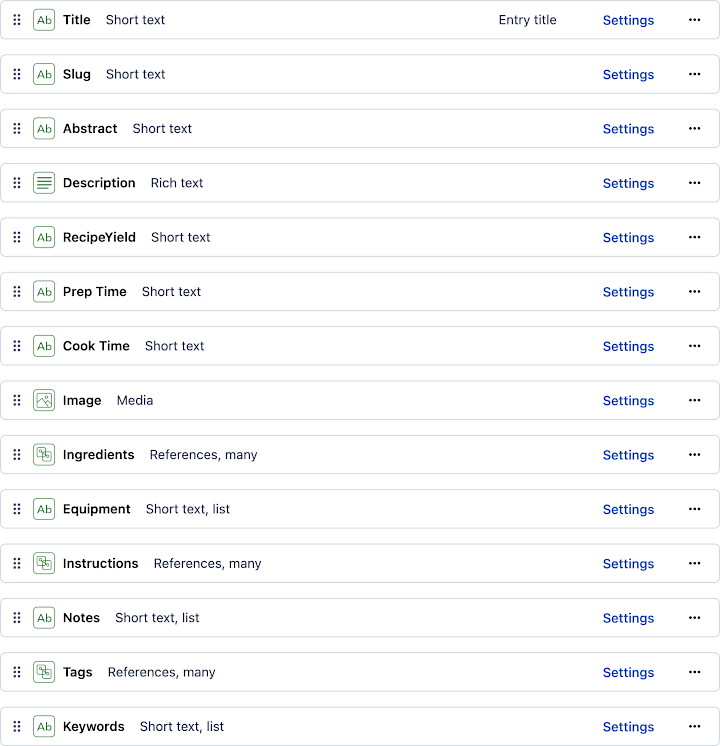 Ab Title Short text Entry title Settings
Ab Slug Short text Settings
Ab Abstract Short text Settings
Description Rich text Settings
Ab RecipeYield Short text Settings
Ab Prep Time Short text Settings
Ab Cook Time Short text Settings
Image Media Settings
Ingredients References, many Settings
Ab Equipment Short text, list Settings
Instructions References, many Settings
Ab Notes Short text, list Settings
Tags References, many Settings
Ab Keywords Short text, list Settings